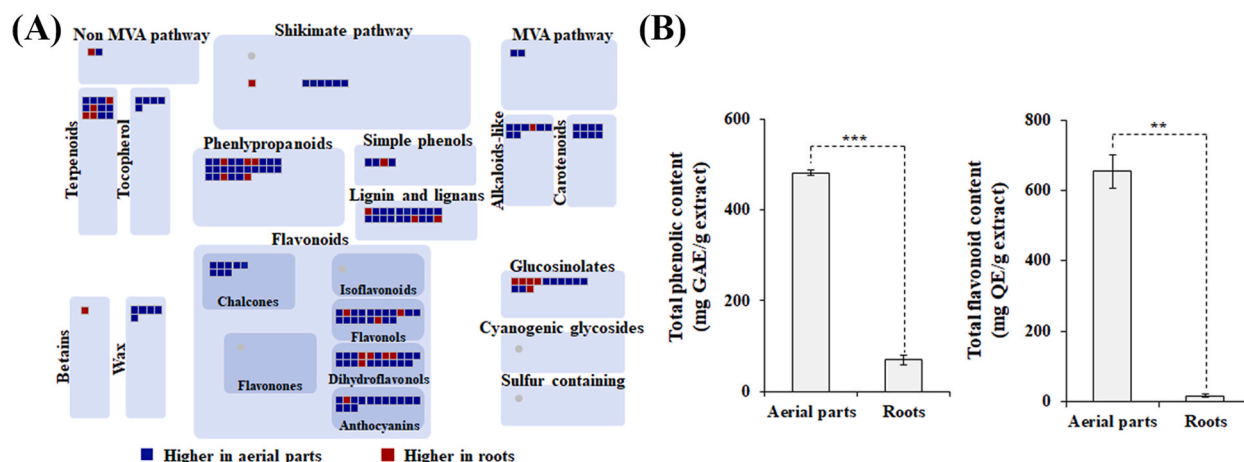 (A)
Non MVA pathway
Shikimate pathway
MVA pathway
Terpenoids
Tocopherol
Phenlypropanoids
Simple phenols
Lignin and lignans
Alkaloids-like
Carotenoids
Flavonoids
Chalcones
Isoflavonoids
Flavonols
Flavonones
Dihydroflavonols
Anthocyanins
Glucosinolates
Cyanogenic glycosides
Sulfur containing
Betains
Wax
Higher in aerial parts
Higher in roots
(B)
Total phenolic content
(mg GAE/g extract)
600
400
200
0
***
Aerial parts
Roots
Total flavonoid content
(mg QE/g extract)
800
600
400
200
0
**
Aerial parts
Roots